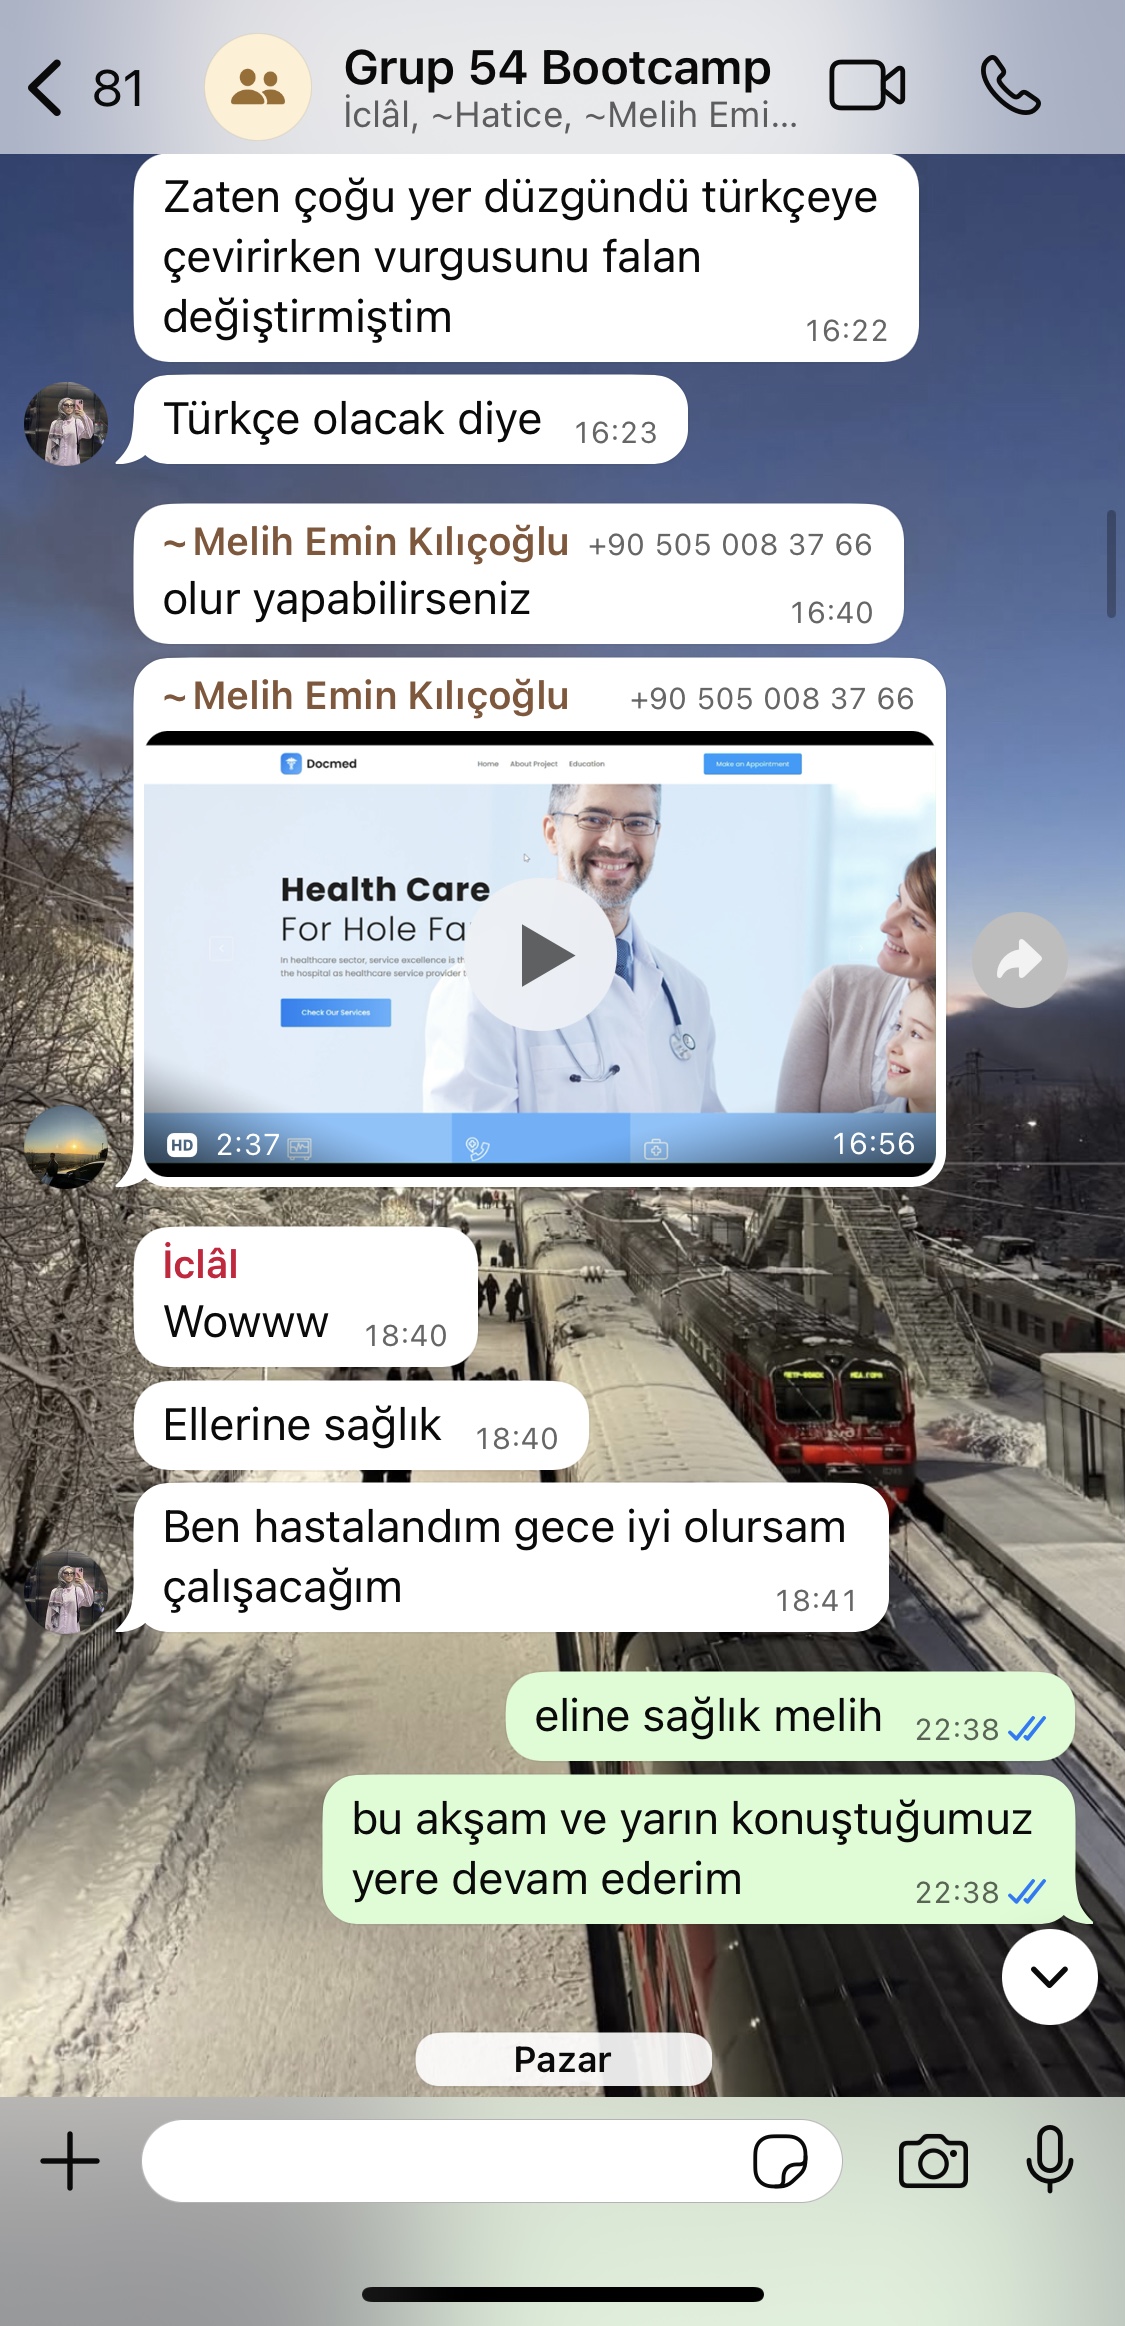 81
Grup 54 Bootcamp
İclâl, ~Hatice, ~Melih Emi...
Zaten çoğu yer düzgündü türkçeye
çevirirken vurgusunu falan
değiştirmiştim
16:22
Türkçe olacak diye 16:23
~Melih Emin Kılıçoğlu +90 505 008 37 66
olur yapabilirseniz 16:40
~Melih Emin Kılıçoğlu +90 505 008 37 66
Docmed Home About Project Education Make an Appointment
Health Care
For Hole Fa
In healthcare sector, service excellence is th
the hospital as healthcare service provider t
Check Our Services
HD 2:37 16:56
İclâl
Wowww 18:40
Ellerine sağlık 18:40
Ben hastalandım gece iyi olursam
çalışacağım 18:41
eline sağlık melih 22:38
bu akşam ve yarın konuştuğumuz
yere devam ederim 22:38
Pazar